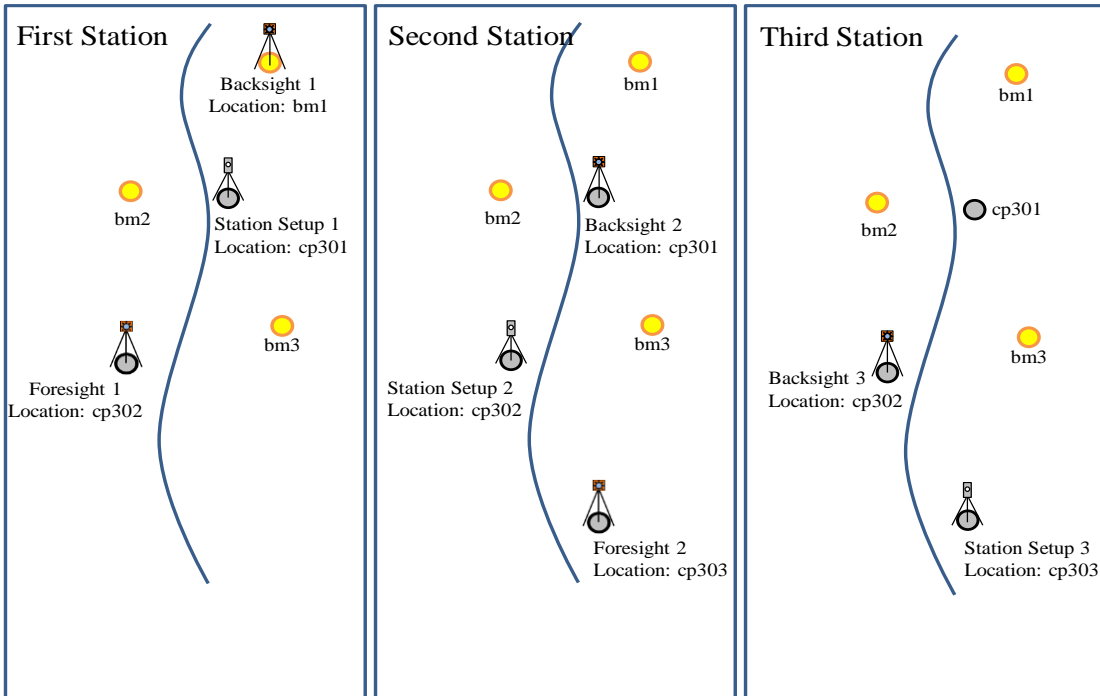 First Station
Backsight 1
Location: bm1
bm2
Station Setup 1
Location: cp301
bm3
Foresight 1
Location: cp302
Second Station
bm1
bm2
Backsight 2
Location: cp301
bm3
Station Setup 2
Location: cp302
Foresight 2
Location: cp303
Third Station
bm1
cp301
bm2
bm3
Backsight 3
Location: cp302
Station Setup 3
Location: cp303